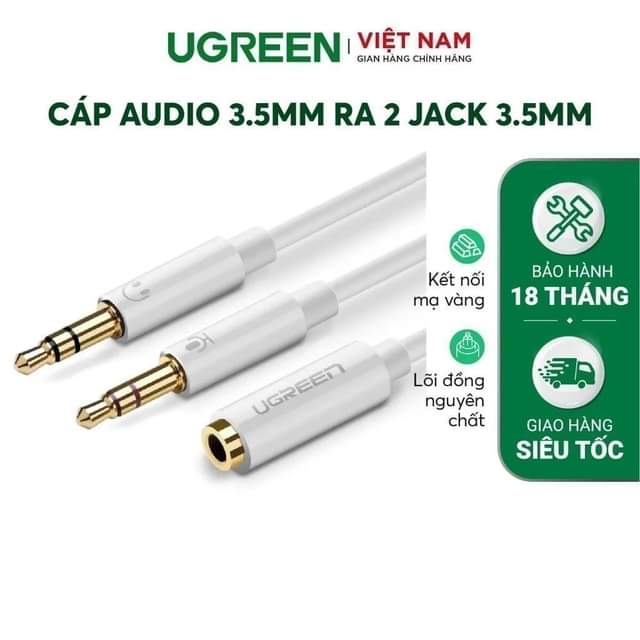 UGREEN
VIỆT NAM
GIAN HÀNG CHÍNH HÃNG
CÁP AUDIO 3.5MM RA 2 JACK 3.5MM
Kết nối
mạ vàng
Lõi đồng
nguyên
chất
UGREEN
BẢO HÀNH
18 THÁNG
GIAO HÀNG
SIÊU TỐC